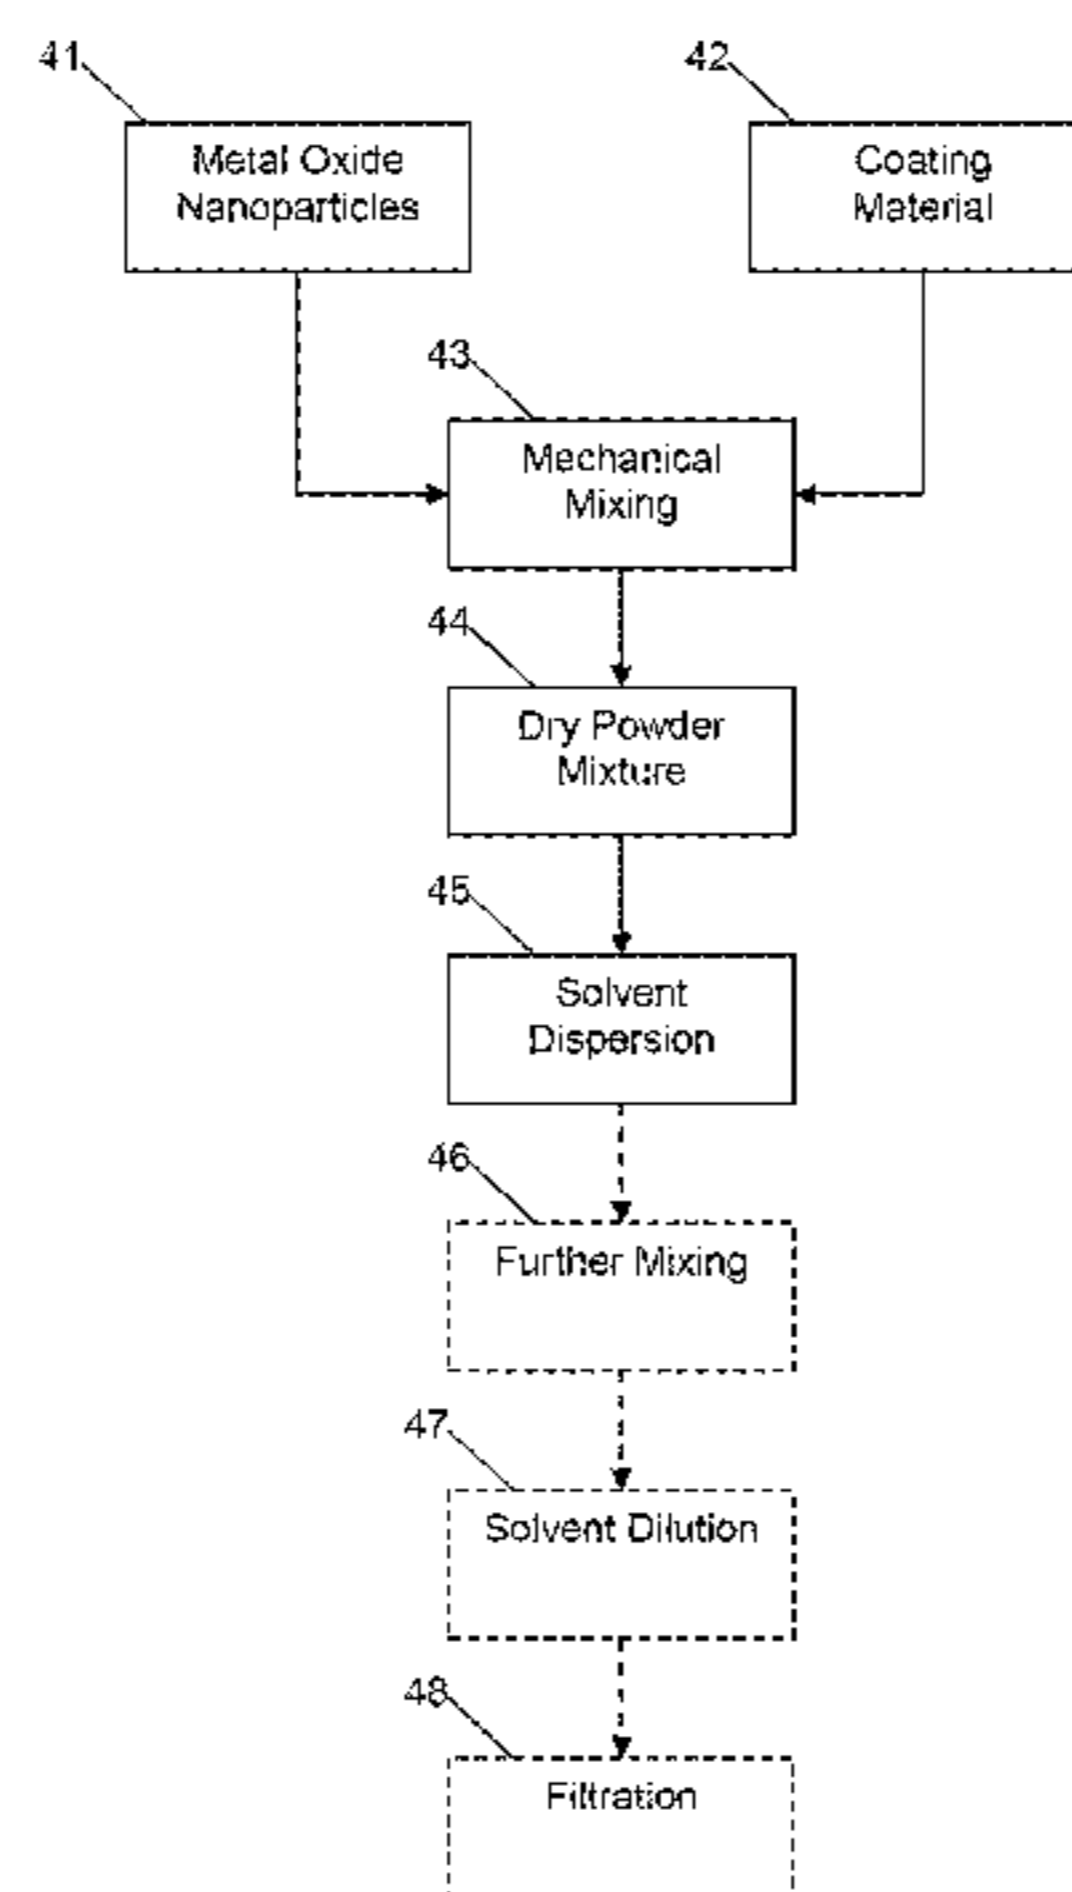 41
42
Metal Oxide
Nanoparticles
Coating
Material
43
Mechanical
Mixing
44
Dry Powder
Mixture
45
Solvent
Dispersion
46
Further Mixing
47
Solvent Dilution
48
Filtration